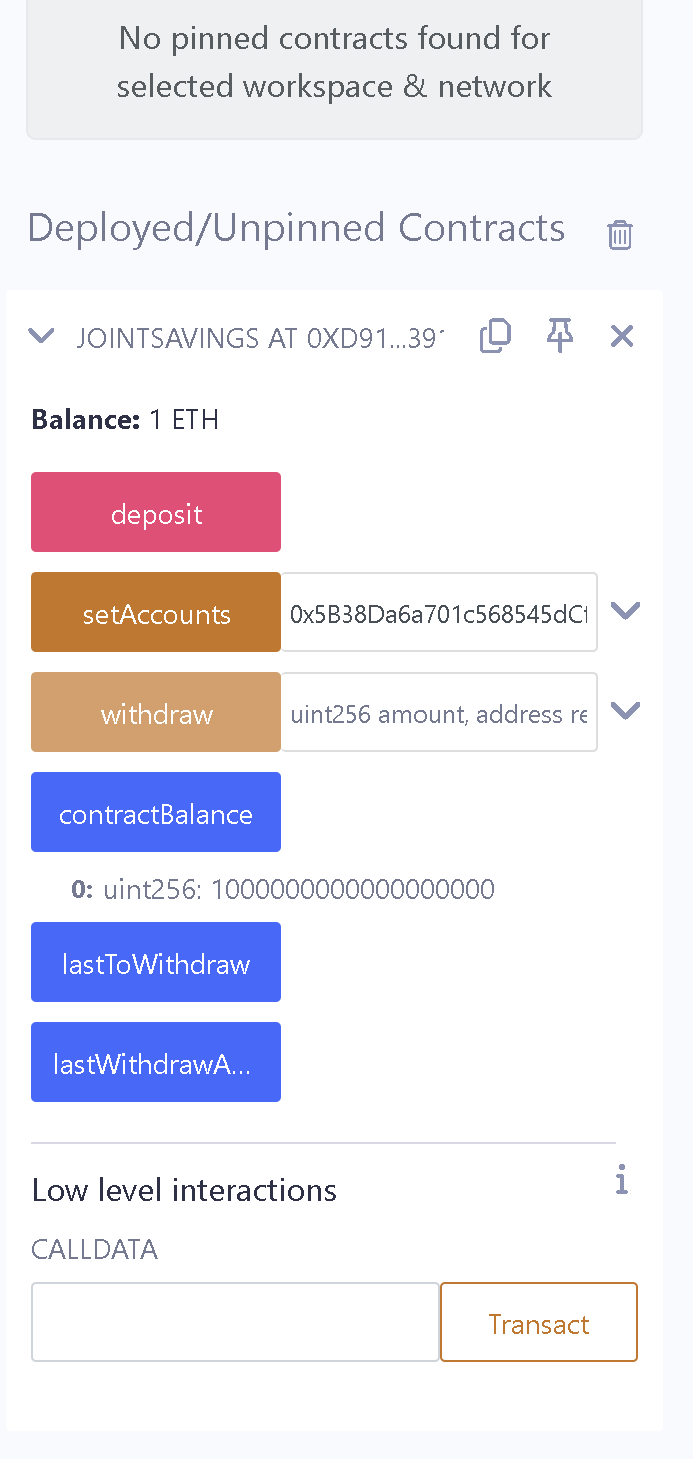 No pinned contracts found for
selected workspace & network
Deployed/Unpinned Contracts
JOINTSAVINGS AT 0XD91...391
Balance: 1 ETH
deposit
setAccounts 0x5B38Da6a701c568545dCf
withdraw uint256 amount, address re
contractBalance
0: uint256: 1000000000000000000
lastToWithdraw
lastWithdrawA...
Low level interactions
i
CALLDATA
Transact